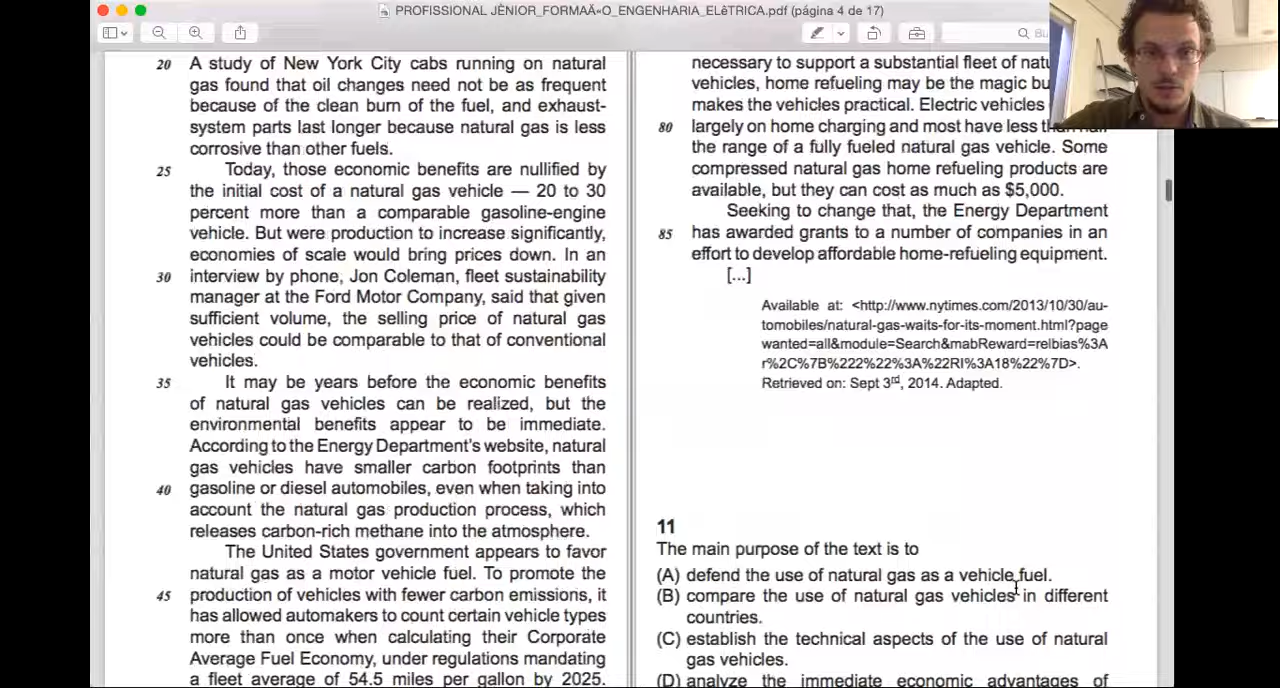 PROFISSIONAL JÈNIOR_FORMAÄ«O_ENGENHARIA_ELèTRICA.pdf (página 4 de 17)
20 A study of New York City cabs running on natural
gas found that oil changes need not be as frequent
because of the clean burn of the fuel, and exhaust-
system parts last longer because natural gas is less
corrosive than other fuels.
25 Today, those economic benefits are nullified by
the initial cost of a natural gas vehicle — 20 to 30
percent more than a comparable gasoline-engine
vehicle. But were production to increase significantly,
economies of scale would bring prices down. In an
30 interview by phone, Jon Coleman, fleet sustainability
manager at the Ford Motor Company, said that given
sufficient volume, the selling price of natural gas
vehicles could be comparable to that of conventional
vehicles.
35 It may be years before the economic benefits
of natural gas vehicles can be realized, but the
environmental benefits appear to be immediate.
According to the Energy Department's website, natural
gas vehicles have smaller carbon footprints than
40 gasoline or diesel automobiles, even when taking into
account the natural gas production process, which
releases carbon-rich methane into the atmosphere.
The United States government appears to favor
natural gas as a motor vehicle fuel. To promote the
45 production of vehicles with fewer carbon emissions, it
has allowed automakers to count certain vehicle types
more than once when calculating their Corporate
Average Fuel Economy, under regulations mandating
a fleet average of 54.5 miles per gallon by 2025.
necessary to support a substantial fleet of
vehicles, home refueling may be the magic
makes the vehicles practical. Electric vehicles
80 largely on home charging and most have less
the range of a fully fueled natural gas vehicle. Some
compressed natural gas home refueling products are
available, but they can cost as much as $5,000.
Seeking to change that, the Energy Department
85 has awarded grants to a number of companies in an
effort to develop affordable home-refueling equipment.
[...]
Available at: <http://www.nytimes.com/2013/10/30/au-
tomobiles/natural-gas-waits-for-its-moment.html?page
wanted=all&module=Search&mabReward=relbias%3A
r%2C%7B%222%22%3A%22RI%3A18%22%7D>.
Retrieved on: Sept 3rd, 2014. Adapted.
11
The main purpose of the text is to
(A) defend the use of natural gas as a vehicle fuel.
(B) compare the use of natural gas vehicles in different
countries.
(C) establish the technical aspects of the use of natural
gas vehicles.
(D) analyze the immediate economic advantages of